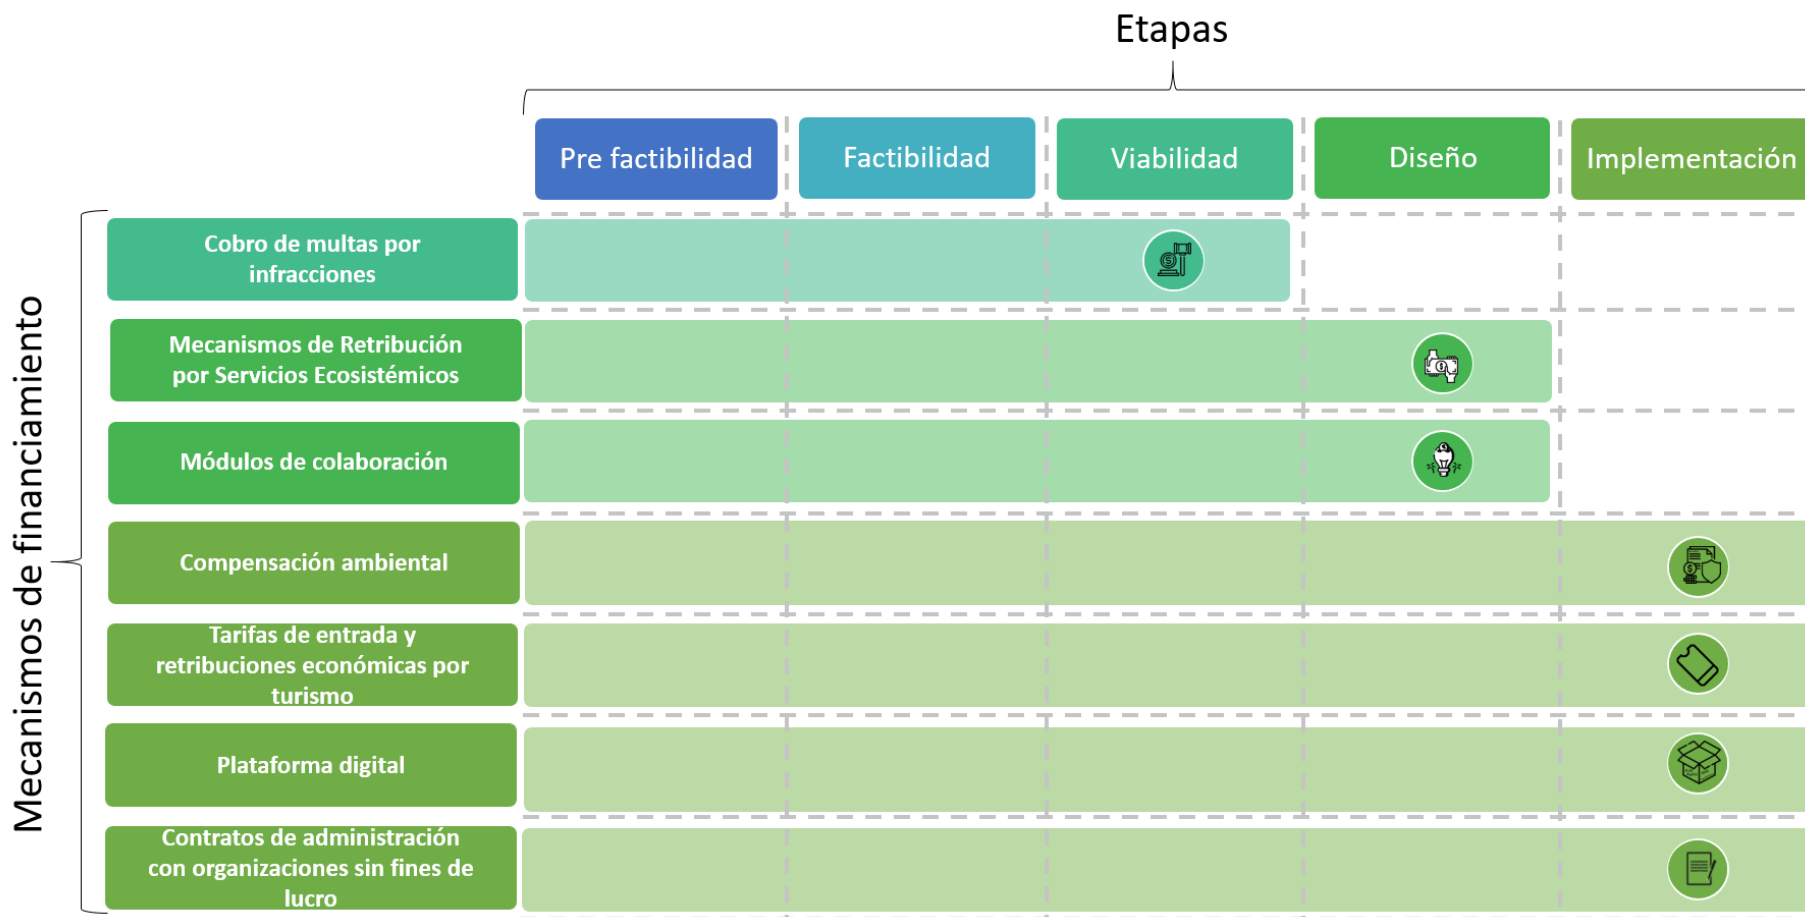 Etapas
Pre factibilidad
Factibilidad
Viabilidad
Diseño
Implementación
Mecanismos de financiamiento
Cobro de multas por
infracciones
Mecanismos de Retribución
por Servicios Ecosistémicos
Módulos de colaboración
Compensación ambiental
Tarifas de entrada y
retribuciones económicas por
turismo
Plataforma digital
Contratos de administración
con organizaciones sin fines de
lucro